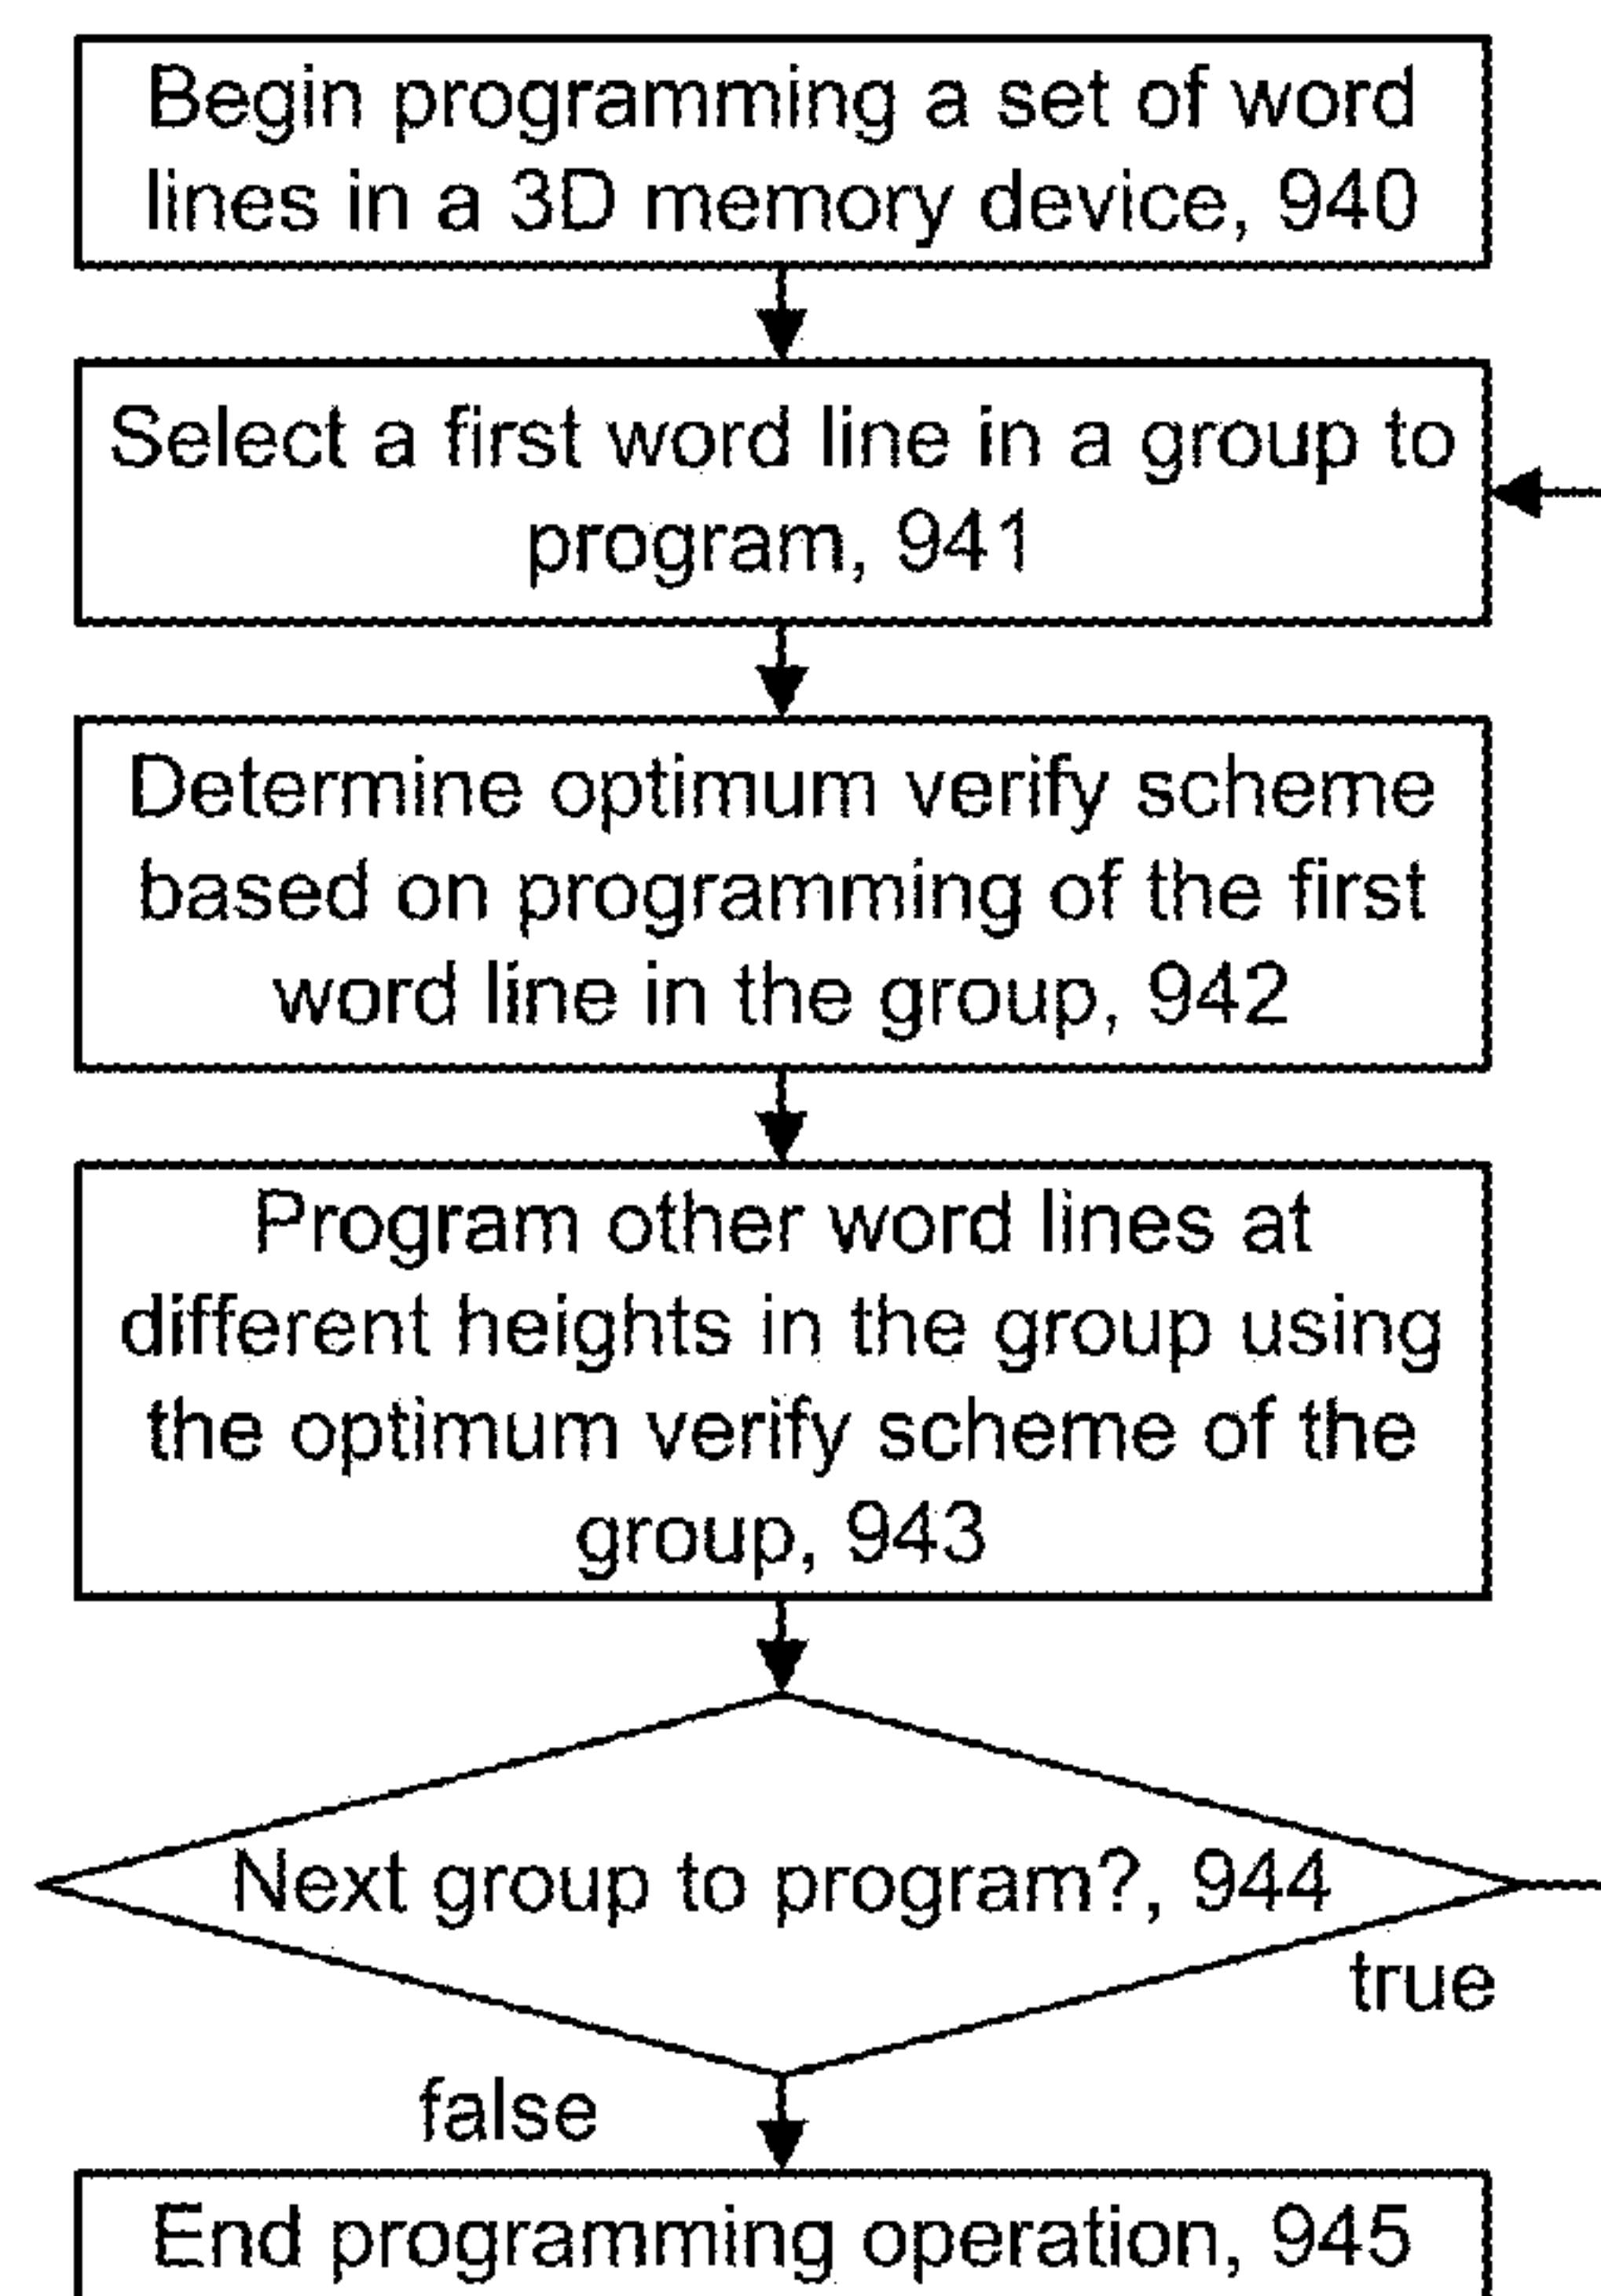 Begin programming a set of word
lines in a 3D memory device, 940
Select a first word line in a group to
program, 941
Determine optimum verify scheme
based on programming of the first
word line in the group, 942
Program other word lines at
different heights in the group using
the optimum verify scheme of the
group, 943
Next group to program?, 944
true
false
End programming operation, 945